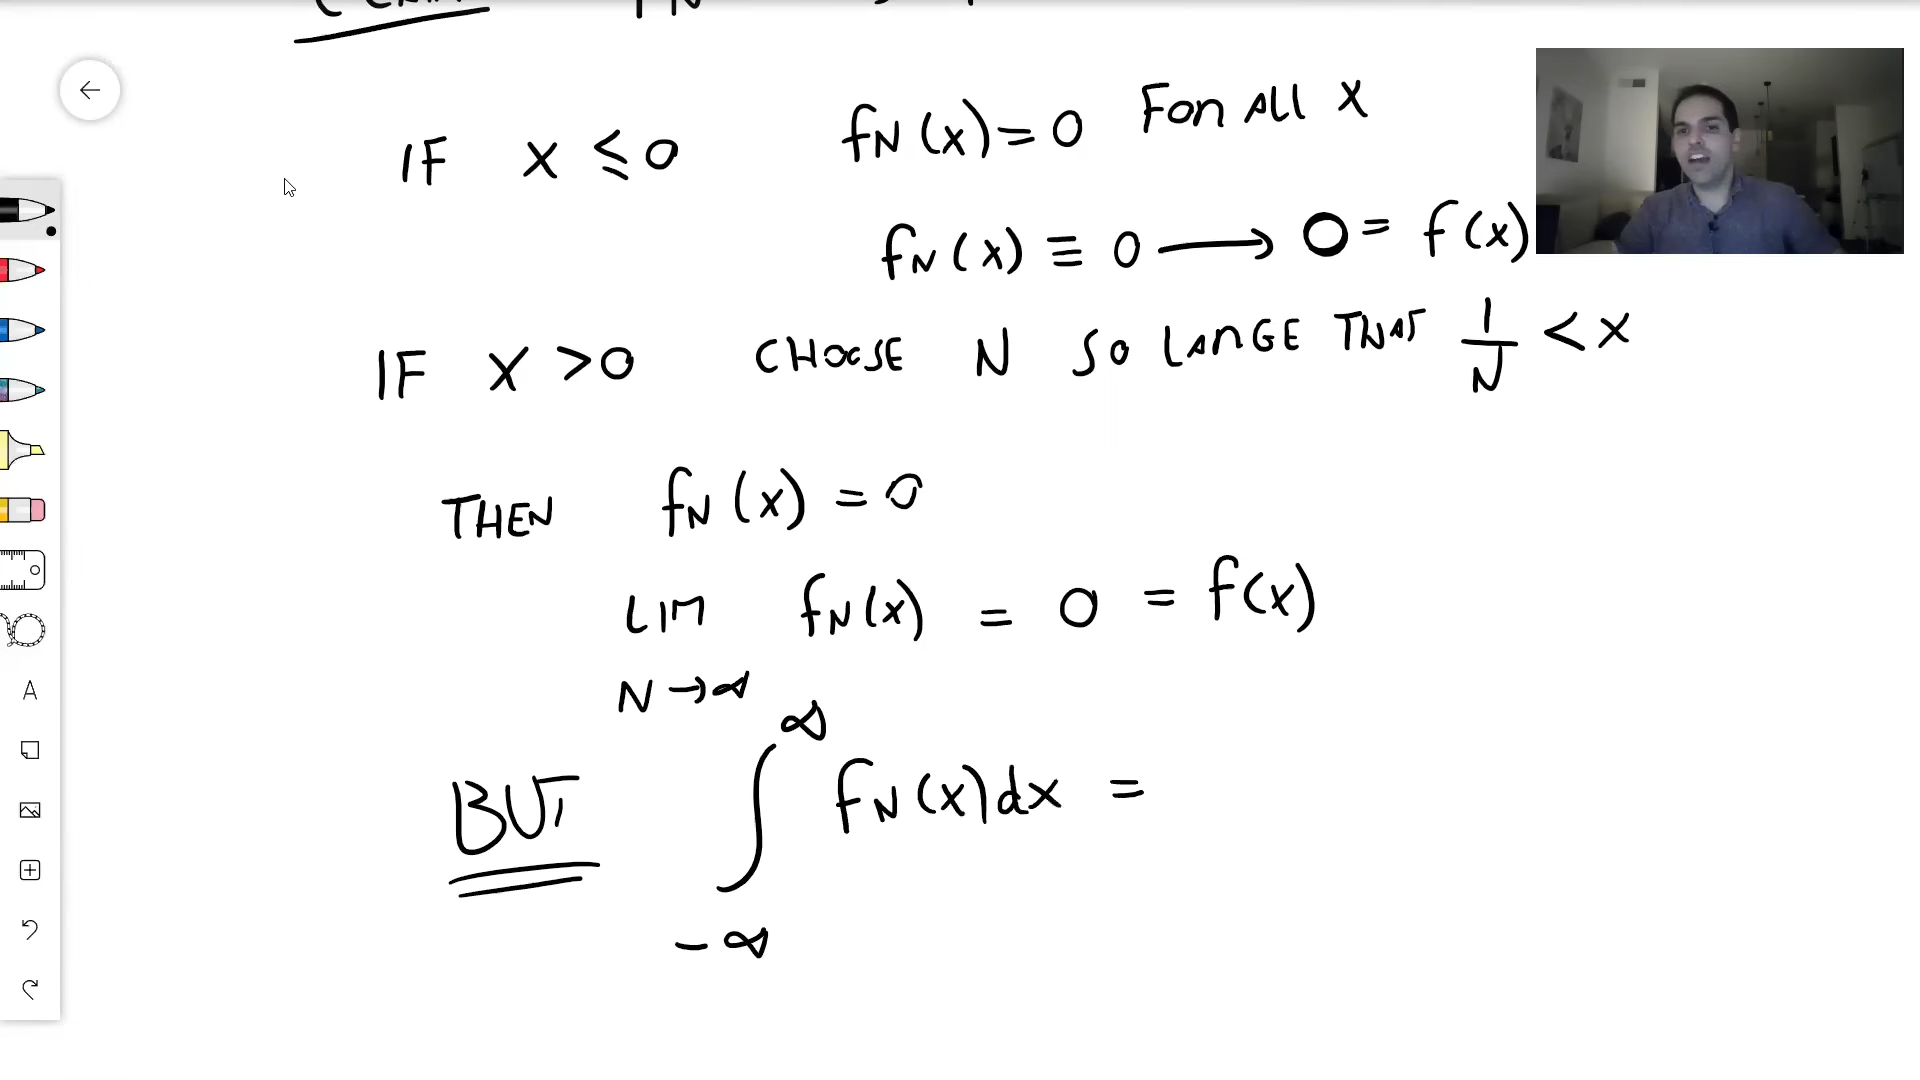 IF x ≤ 0 fN(x) = 0 FOR ALL x
fN(x) ≡ 0 ⟶ 0 = f(x)
IF x > 0 CHOOSE N SO LARGE THAT 1/N < x
THEN fN(x) = 0
LIM N→∞ fN(x) = 0 = f(x)
BUT ∫_{-∞}^{∞} fN(x)dx =
A